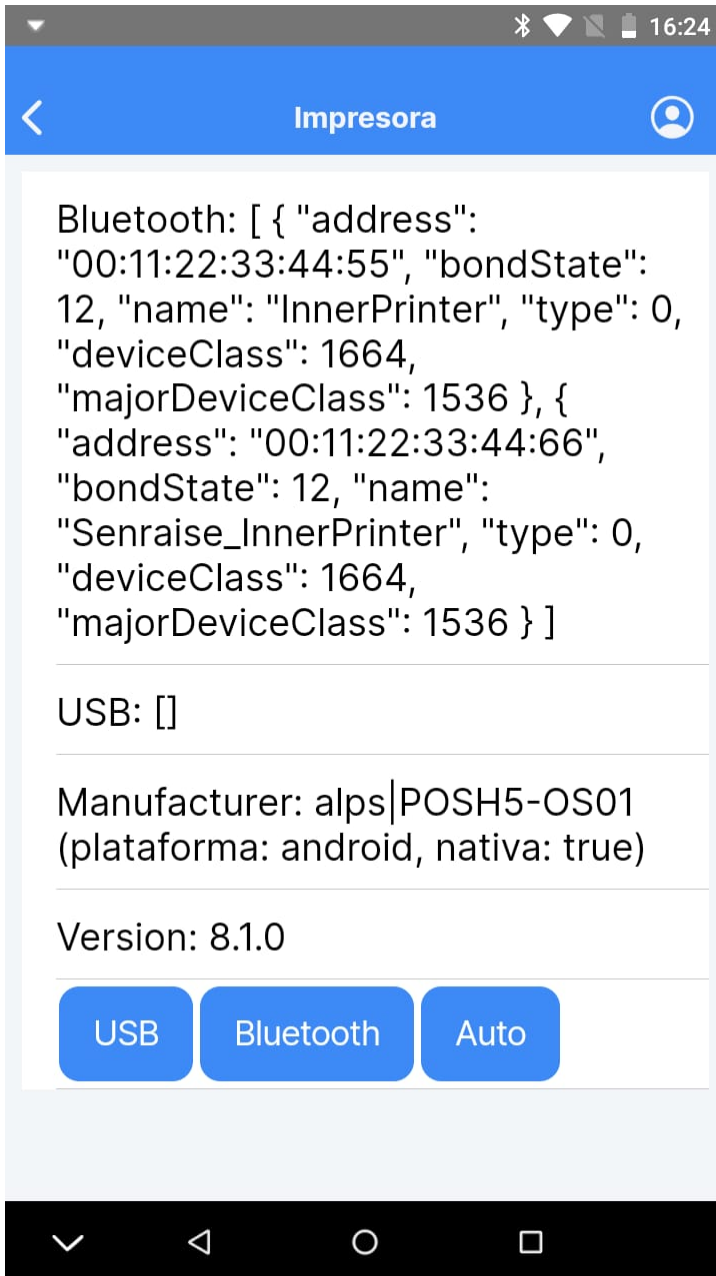 16:24
Impresora
Bluetooth: [ { "address":
"00:11:22:33:44:55", "bondState":
12, "name": "InnerPrinter", "type": 0,
"deviceClass": 1664,
"majorDeviceClass": 1536 }, {
"address": "00:11:22:33:44:66",
"bondState": 12, "name":
"Senraise_InnerPrinter", "type": 0,
"deviceClass": 1664,
"majorDeviceClass": 1536 } ]
USB: []
Manufacturer: alps|POSH5-OS01
(plataforma: android, nativa: true)
Version: 8.1.0
USB Bluetooth Auto